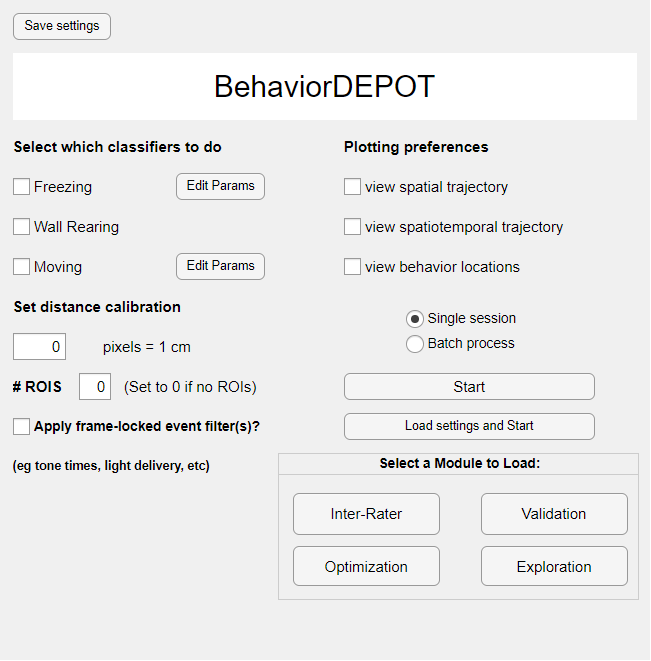 Save settings
BehaviorDEPOT
Select which classifiers to do
Freezing
Edit Params
Wall Rearing
Moving
Edit Params
Set distance calibration
0 pixels = 1 cm
# ROIS 0 (Set to 0 if no ROIs)
Apply frame-locked event filter(s)?
(eg tone times, light delivery, etc)
Plotting preferences
view spatial trajectory
view spatiotemporal trajectory
view behavior locations
Single session
Batch process
Start
Load settings and Start
Select a Module to Load:
Inter-Rater
Validation
Optimization
Exploration